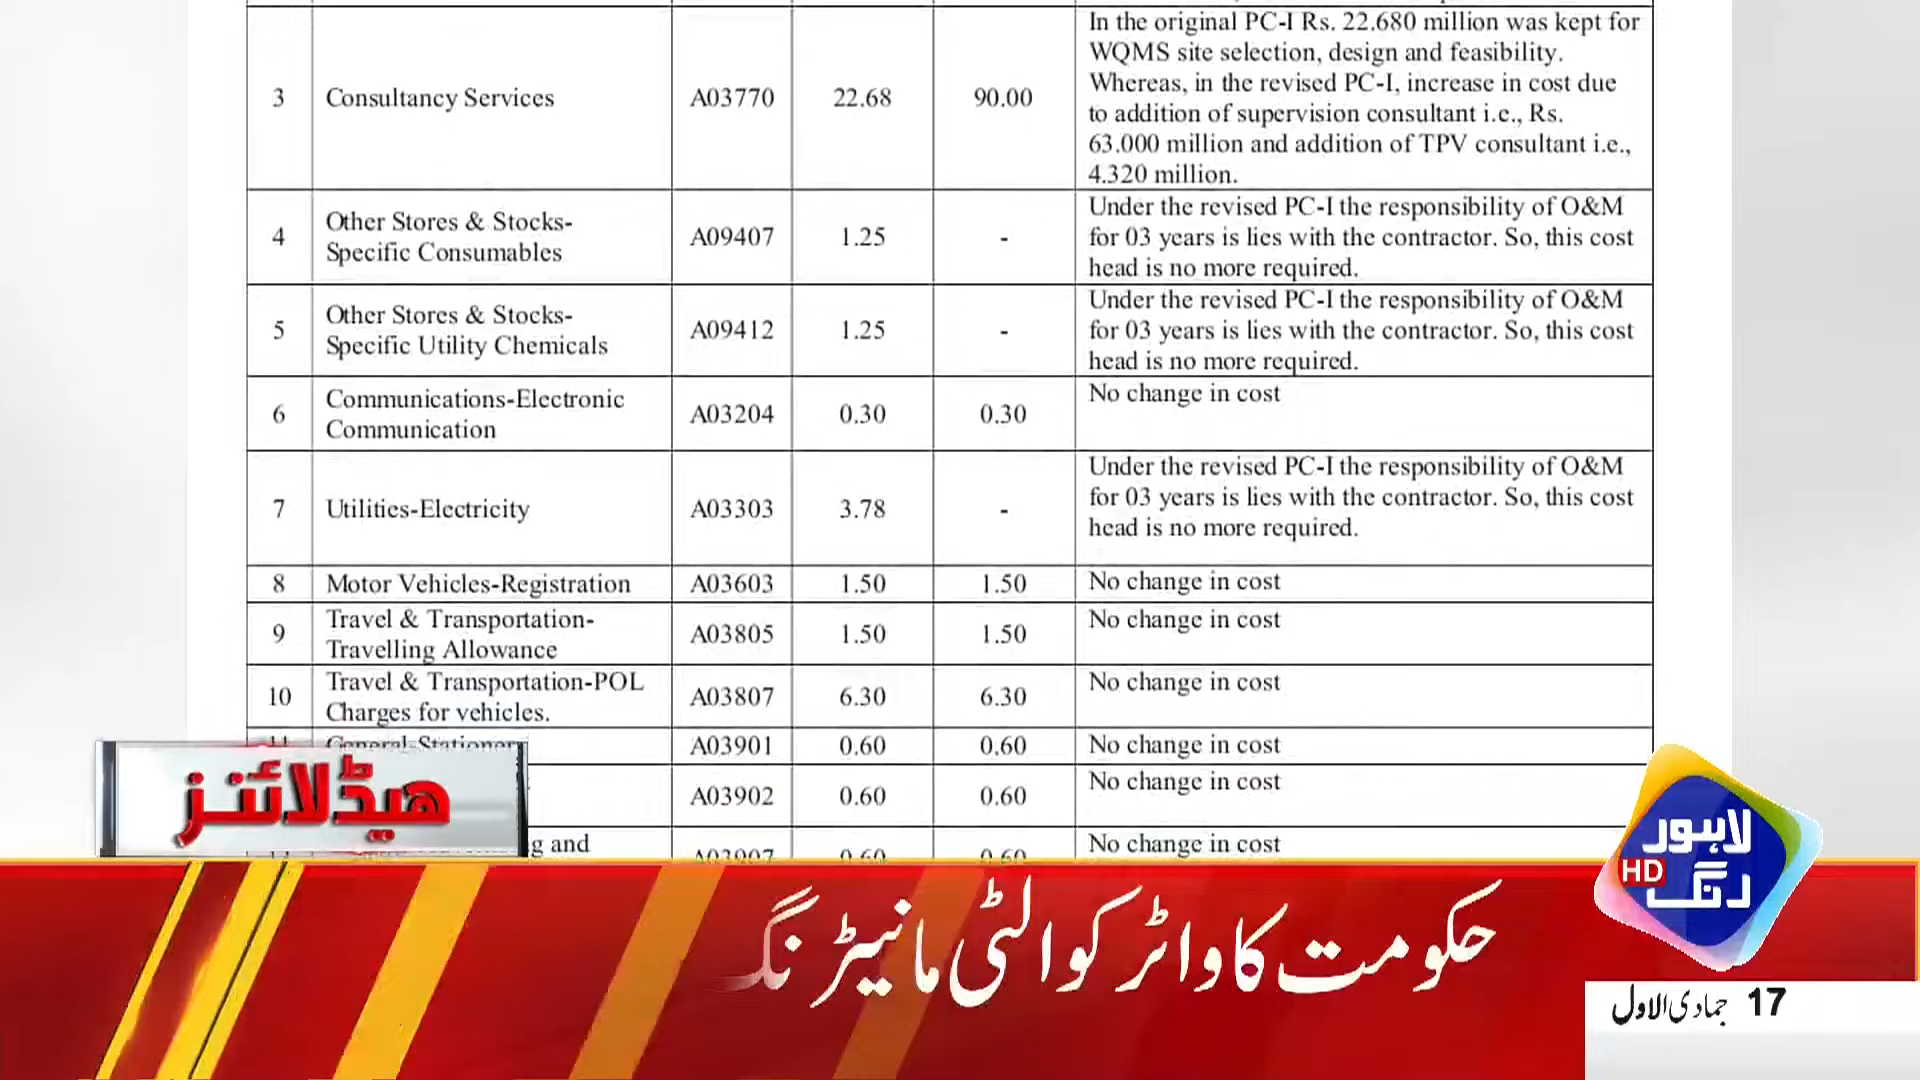 In the original PC-I Rs. 22.680 million was kept for
WQMS site selection, design and feasibility.
Whereas, in the revised PC-I, increase in cost due
to addition of supervision consultant i.e., Rs.
63.000 million and addition of TPV consultant i.e.,
4.320 million.
3 Consultancy Services A03770 22.68 90.00
Under the revised PC-I the responsibility of O&M
for 03 years is lies with the contractor. So, this cost
head is no more required.
4 Other Stores & Stocks-
Specific Consumables A09407 1.25 -
Under the revised PC-I the responsibility of O&M
for 03 years is lies with the contractor. So, this cost
head is no more required.
5 Other Stores & Stocks-
Specific Utility Chemicals A09412 1.25 -
6 Communications-Electronic
Communication A03204 0.30 0.30 No change in cost
Under the revised PC-I the responsibility of O&M
for 03 years is lies with the contractor. So, this cost
head is no more required.
7 Utilities-Electricity A03303 3.78 -
8 Motor Vehicles-Registration A03603 1.50 1.50 No change in cost
9 Travel & Transportation-
Travelling Allowance A03805 1.50 1.50 No change in cost
10 Travel & Transportation-POL
Charges for vehicles. A03807 6.30 6.30 No change in cost
11 General-Stationery A03901 0.60 0.60 No change in cost
A03902 0.60 0.60 No change in cost
g and A03907 0.60 0.60 No change in cost
ہیڈلائنز
لاہور
HD رنگ
حکومت کا واٹر کوالٹی مانیٹرنگ
17 جمادی الاول